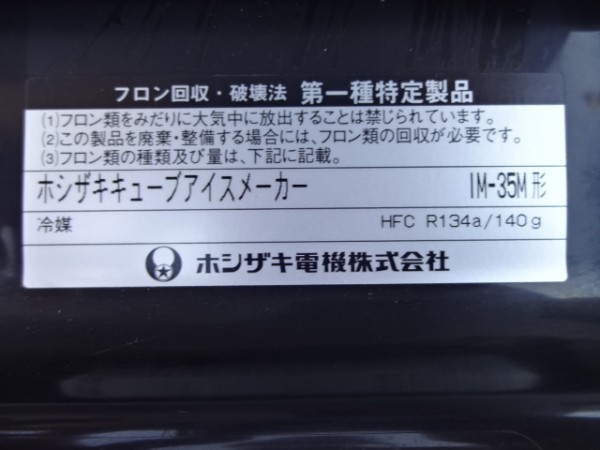 フロン回収・破壊法 第一種特定製品
(1)フロン類をみだりに大気中に放出することは禁じられています。
(2)この製品を廃棄・整備する場合には、フロン類の回収が必要です。
(3)フロン類の種類及び量は、下記に記載。
ホシザキキューブアイスメーカー IM-35M形
冷媒 HFC R134a/140g
ホシザキ電機株式会社